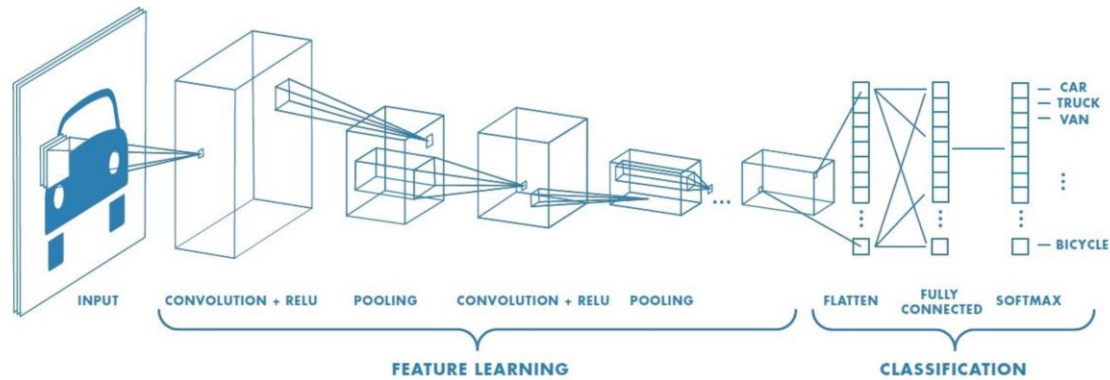 CAR
TRUCK
VAN
BICYCLE
INPUT
CONVOLUTION + RELU
POOLING
CONVOLUTION + RELU
POOLING
FLATTEN
FULLY
CONNECTED
SOFTMAX
FEATURE LEARNING
CLASSIFICATION